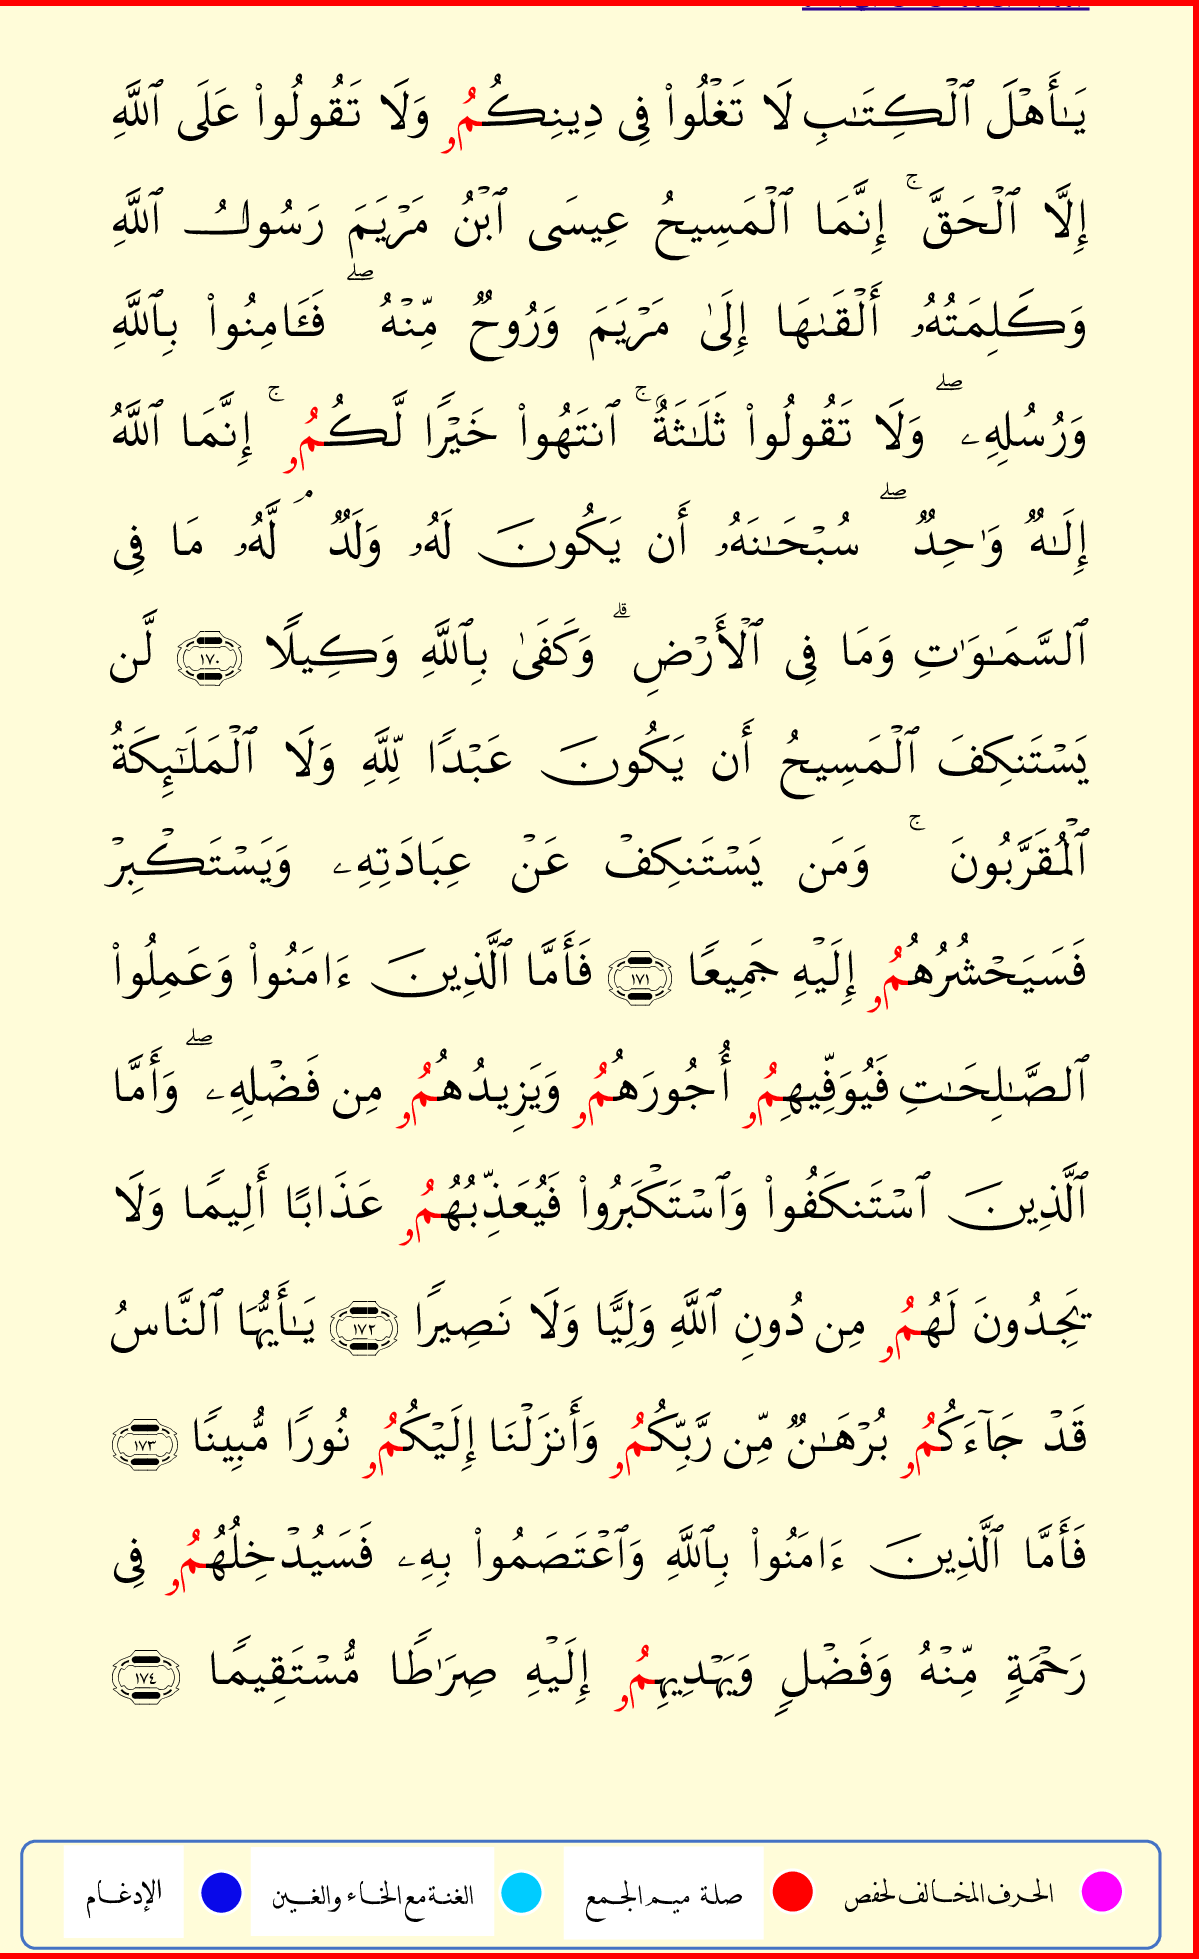 يَـٰٓأَهۡلَ ٱلۡكِتَـٰبِ لَا تَغۡلُوا۟ فِى دِينِكُمُۥ وَلَا تَقُولُوا۟ عَلَى ٱللَّهِ
إِلَّا ٱلۡحَقَّۚ إِنَّمَا ٱلۡمَسِيحُ عِيسَى ٱبۡنُ مَرۡيَمَ رَسُولُ ٱللَّهِ
وَكَلِمَتُهُۥ أَلۡقَىٰهَا إِلَىٰ مَرۡيَمَ وَرُوحٌ مِّنۡهُۖ فَـَٔامِنُوا۟ بِٱللَّهِ
وَرُسُلِهِۦۖ وَلَا تَقُولُوا۟ ثَلَـٰثَةٌۚ ٱنتَهُوا۟ خَيۡرًا لَّكُمُۥۚ إِنَّمَا ٱللَّهُ
إِلَـٰهٌ وَٰحِدٌۖ سُبۡحَـٰنَهُۥ أَن يَكُونَ لَهُۥ وَلَدٌۘ لَّهُۥ مَا فِى
ٱلسَّمَـٰوَٰتِ وَمَا فِى ٱلۡأَرۡضِۗ وَكَفَىٰ بِٱللَّهِ وَكِيلًا ١٧٠ لَّن
يَسۡتَنكِفَ ٱلۡمَسِيحُ أَن يَكُونَ عَبۡدًا لِّلَّهِ وَلَا ٱلۡمَلَـٰٓئِكَةُ
ٱلۡمُقَرَّبُونَۚ وَمَن يَسۡتَنكِفۡ عَنۡ عِبَادَتِهِۦ وَيَسۡتَكۡبِرۡ
فَسَيَحۡشُرُهُمُۥ إِلَيۡهِ جَمِيعًا ١٧١ فَأَمَّا ٱلَّذِينَ ءَامَنُوا۟ وَعَمِلُوا۟
ٱلصَّـٰلِحَـٰتِ فَيُوَفِّيهِمُۥ أُجُورَهُمُۥ وَيَزِيدُهُمُۥ مِن فَضۡلِهِۦۖ وَأَمَّا
ٱلَّذِينَ ٱسۡتَنكَفُوا۟ وَٱسۡتَكۡبَرُوا۟ فَيُعَذِّبُهُمُۥ عَذَابًا أَلِيمًا وَلَا
يَجِدُونَ لَهُمُۥ مِن دُونِ ٱللَّهِ وَلِيًّا وَلَا نَصِيرًا ١٧٢ يَـٰٓأَيُّهَا ٱلنَّاسُ
قَدۡ جَآءَكُمُۥ بُرۡهَـٰنٌ مِّن رَّبِّكُمُۥ وَأَنزَلۡنَا إِلَيۡكُمُۥ نُورًا مُّبِينًا ١٧٣
فَأَمَّا ٱلَّذِينَ ءَامَنُوا۟ بِٱللَّهِ وَٱعۡتَصَمُوا۟ بِهِۦ فَسَيُدۡخِلُهُمُۥ فِى
رَحۡمَةٍ مِّنۡهُ وَفَضۡلٍ وَيَهۡدِيهِمُۥ إِلَيۡهِ صِرَٰطًا مُّسۡتَقِيمًا ١٧٤
الحرف المخالف لحفص صلة ميم الجمع الغنة مع الخاء والغين الإدغام